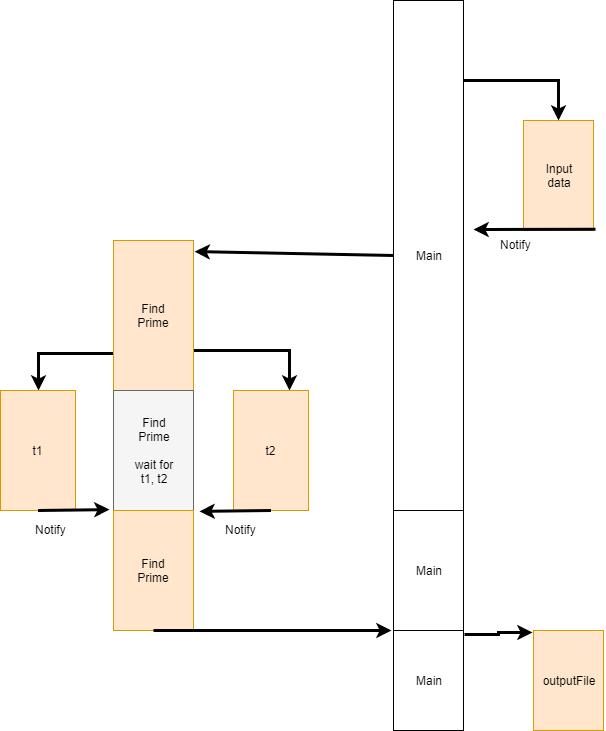 Input
data
Notify
Main
Find
Prime
Find
Prime
wait for
t1, t2
t1
t2
Notify
Notify
Find
Prime
Main
Main
outputFile